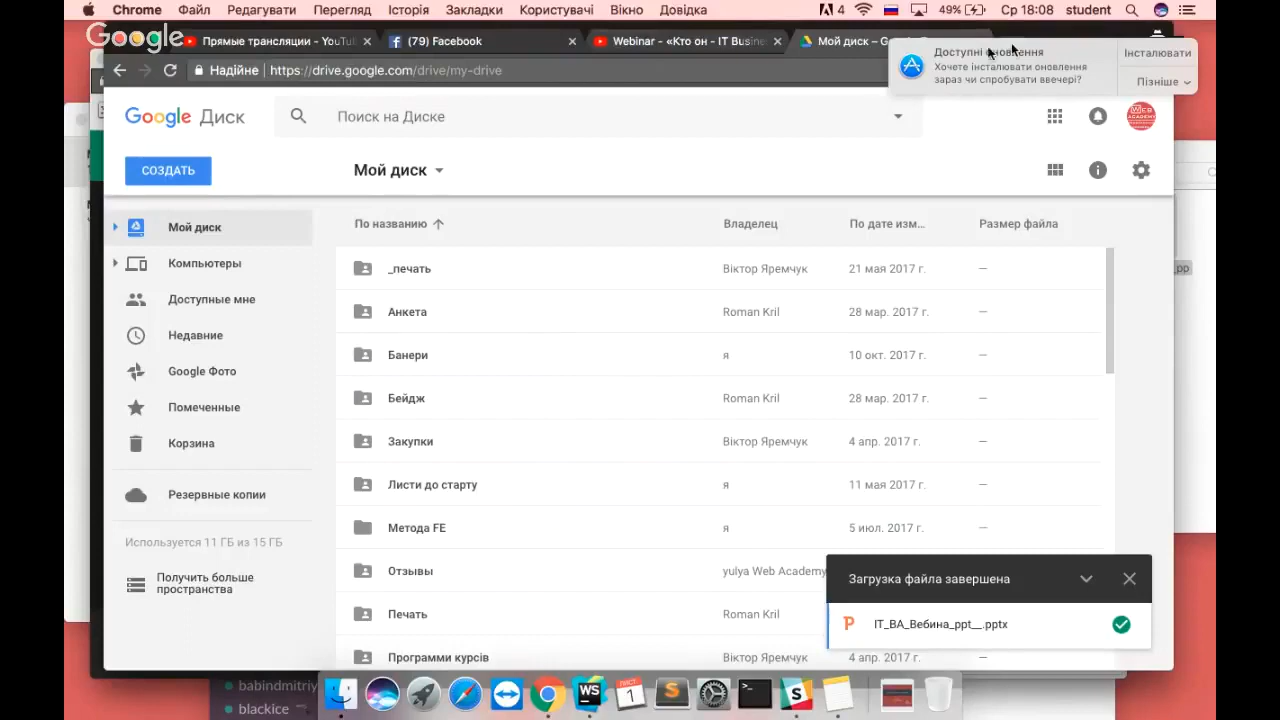 Chrome Файл Редагувати Перегляд Історія Закладки Користувачі Вікно Довідка 4 49% Ср 18:08 student
Google
Прямые трансляции - YouTu
(79) Facebook
Webinar – «Кто он - IT Busine
Мой диск – G
Надійне https://drive.google.com/drive/my-drive
Доступні оновлення
Хочете інсталювати оновлення
зараз чи спробувати ввечері?
Інсталювати
Пізніше
Google Диск
Поиск на Диске
СОЗДАТЬ
Мой диск
Мой диск
Компьютеры
Доступные мне
Недавние
Google Фото
Помеченные
Корзина
Резервные копии
Используется 11 ГБ из 15 ГБ
Получить больше
пространства
По названию Владелец По дате изм... Размер файла
_печать Віктор Яремчук 21 мая 2017 г. —
Анкета Roman Kril 28 мар. 2017 г. —
Банери я 10 окт. 2017 г. —
Бейдж Roman Kril 28 мар. 2017 г. —
Закупки Віктор Яремчук 4 апр. 2017 г. —
Листи до старту я 11 мая 2017 г. —
Метода FE я 5 июл. 2017 г. —
Отзывы yuiya Web Academy
Печать Roman Kril
Программи курсів Віктор Яремчук 4 апр. 2017 г. —
_pp
Загрузка файла завершена
IT_BA_Вебина_ppt__.pptx
babindmitriy
blackice
WS
ЛИСТ
1